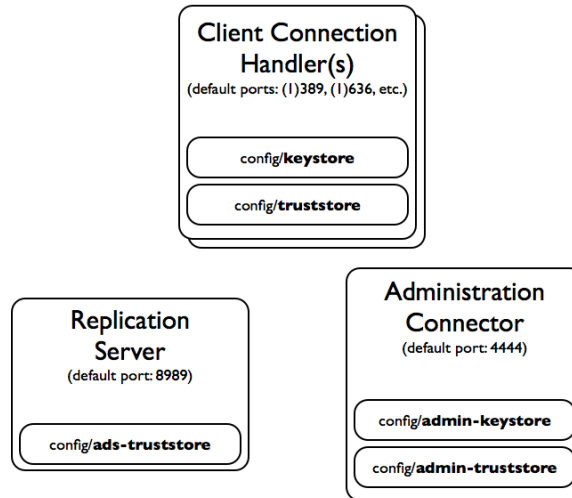 Client Connection
Handler(s)
(default ports: (1)389, (1)636, etc.)
config/keystore
config/truststore
Replication
Server
(default port: 8989)
config/ads-truststore
Administration
Connector
(default port: 4444)
config/admin-keystore
config/admin-truststore